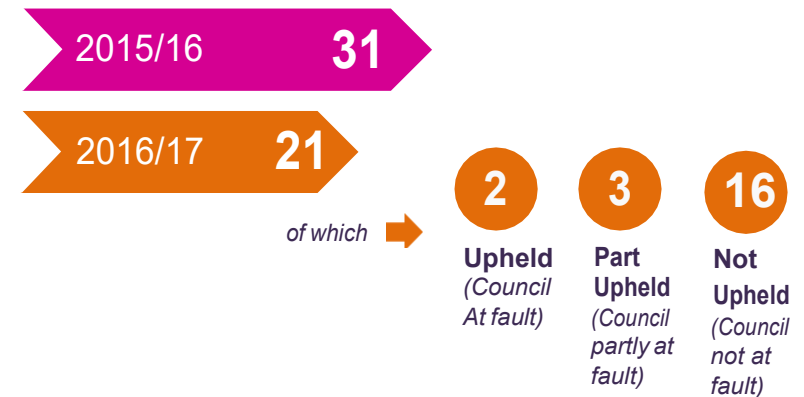 2015/16 31
2016/17 21
of which
2
Upheld
(Council
At fault)
3
Part
Upheld
(Council
partly at
fault)
16
Not
Upheld
(Council
not at
fault)